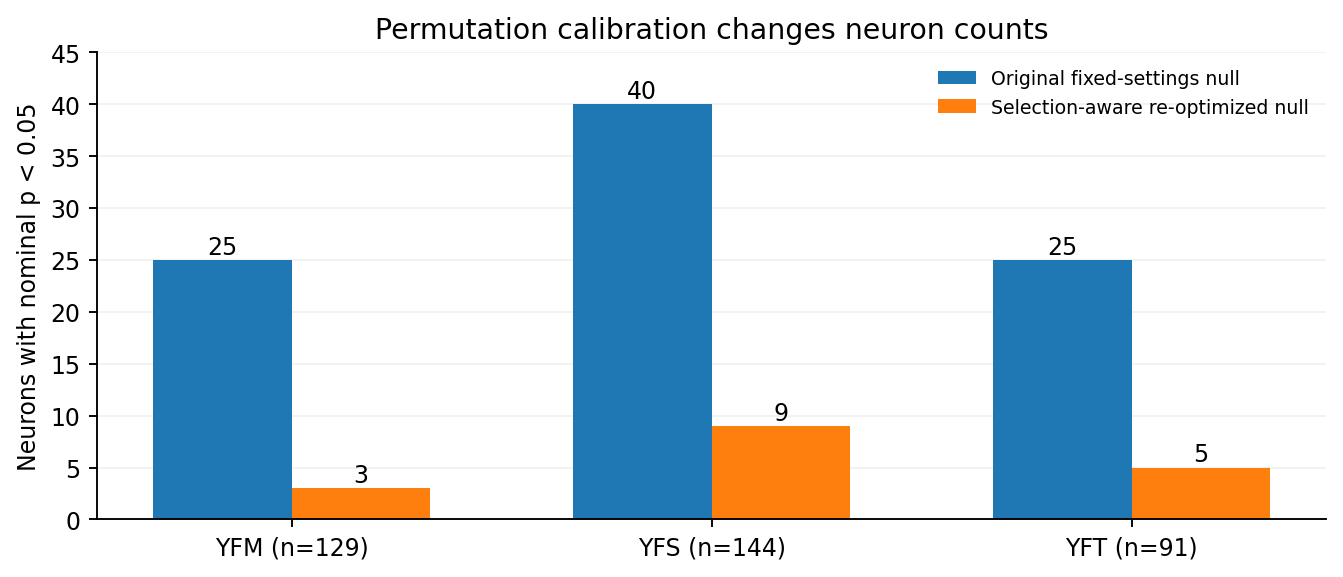 Permutation calibration changes neuron counts
Neurons with nominal p < 0.05
45
40
35
30
25
20
15
10
5
0
Original fixed-settings null
Selection-aware re-optimized null
25
3
40
9
25
5
YFM (n=129)
YFS (n=144)
YFT (n=91)